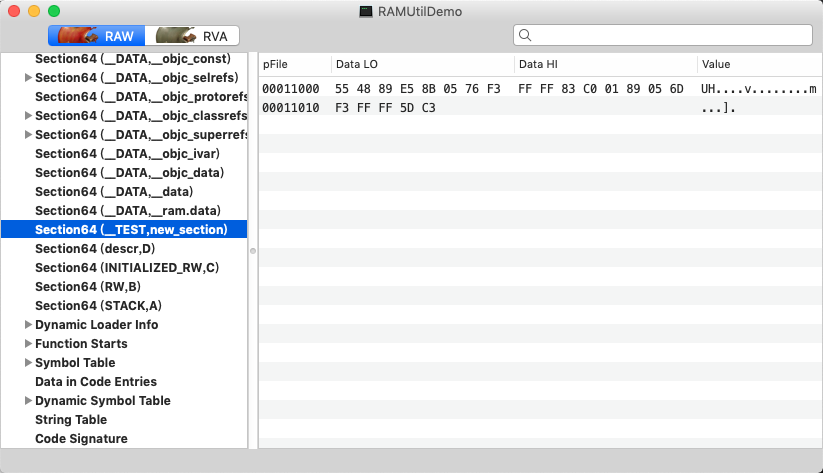 RAMUtilDemo
RAW
RVA
Section64 (__DATA,__objc_const)
Section64 (__DATA,__objc_selrefs)
Section64 (__DATA,__objc_protorefs
Section64 (__DATA,__objc_classrefs
Section64 (__DATA,__objc_superrefs
Section64 (__DATA,__objc_ivar)
Section64 (__DATA,__objc_data)
Section64 (__DATA,__data)
Section64 (__DATA,__ram.data)
Section64 (__TEST,new_section)
Section64 (descr,D)
Section64 (INITIALIZED_RW,C)
Section64 (RW,B)
Section64 (STACK,A)
Dynamic Loader Info
Function Starts
Symbol Table
Data in Code Entries
Dynamic Symbol Table
String Table
Code Signature
pFile Data LO Data HI Value
00011000 55 48 89 E5 8B 05 76 F3 FF FF 83 C0 01 89 05 6D UH....v........m
00011010 F3 FF FF 5D C3 ...].